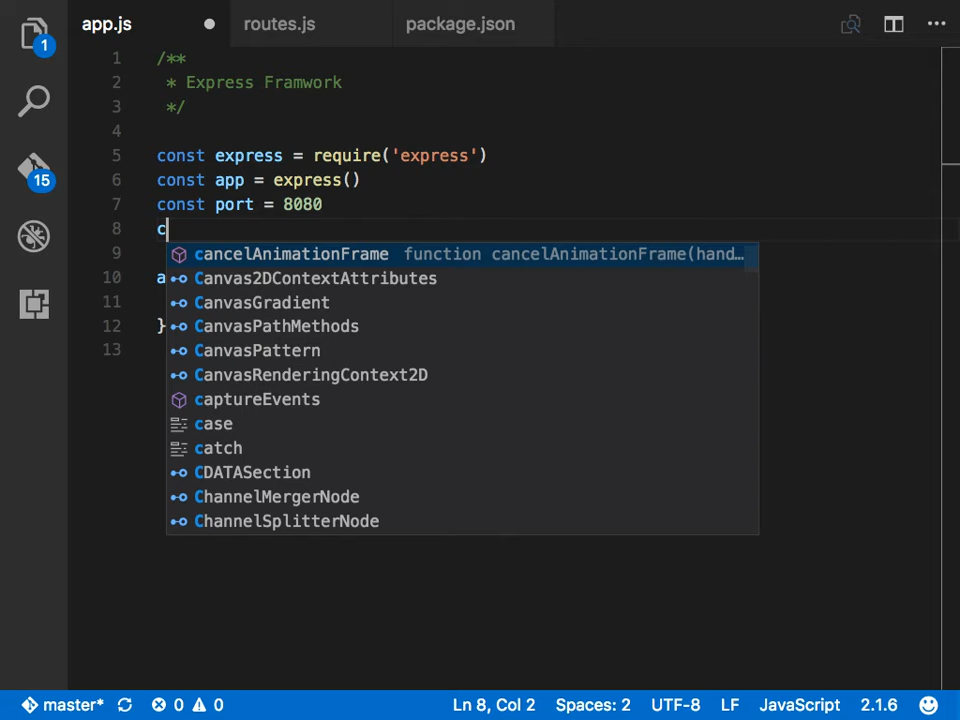 app.js routes.js package.json
1
15
1 /**
2 * Express Framwork
3 */
4
5 const express = require('express')
6 const app = express()
7 const port = 8080
8 c
9 cancelAnimationFrame function cancelAnimationFrame(hand…
10 a Canvas2DContextAttributes
11 CanvasGradient
12 } CanvasPathMethods
13 CanvasPattern
CanvasRenderingContext2D
captureEvents
case
catch
CDATASection
ChannelMergerNode
ChannelSplitterNode
master* 0 0 Ln 8, Col 2 Spaces: 2 UTF-8 LF JavaScript 2.1.6